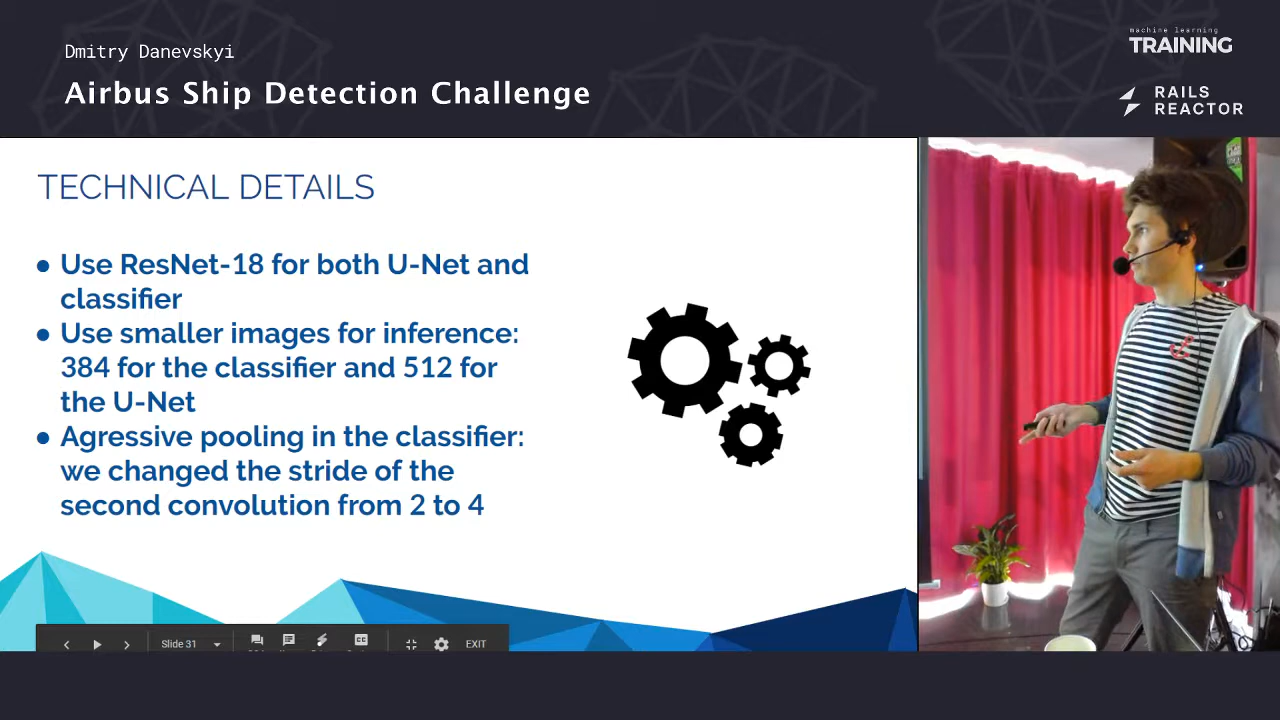 Dmitry Danevskyi
Airbus Ship Detection Challenge
machine learning
TRAINING
RAILS
REACTOR
TECHNICAL DETAILS
● Use ResNet-18 for both U-Net and
classifier
● Use smaller images for inference:
384 for the classifier and 512 for
the U-Net
● Agressive pooling in the classifier:
we changed the stride of the
second convolution from 2 to 4
Slide 31
CC
EXIT